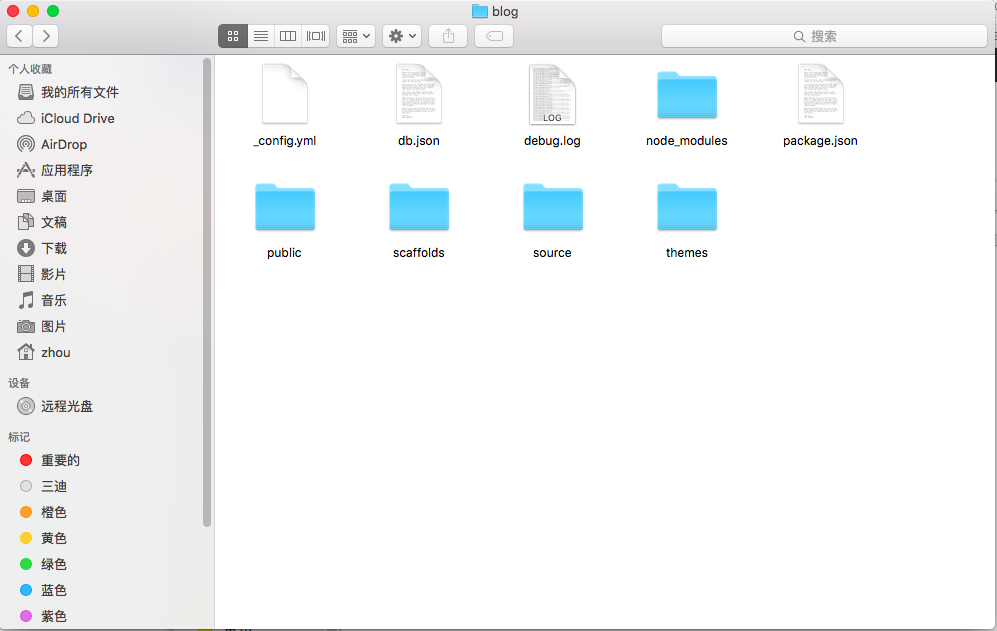 blog
搜索
个人收藏
我的所有文件
iCloud Drive
AirDrop
应用程序
桌面
文稿
下载
影片
音乐
图片
zhou
设备
远程光盘
标记
重要的
三迪
橙色
黄色
绿色
蓝色
紫色
LOG
_config.yml
db.json
debug.log
node_modules
package.json
public
scaffolds
source
themes